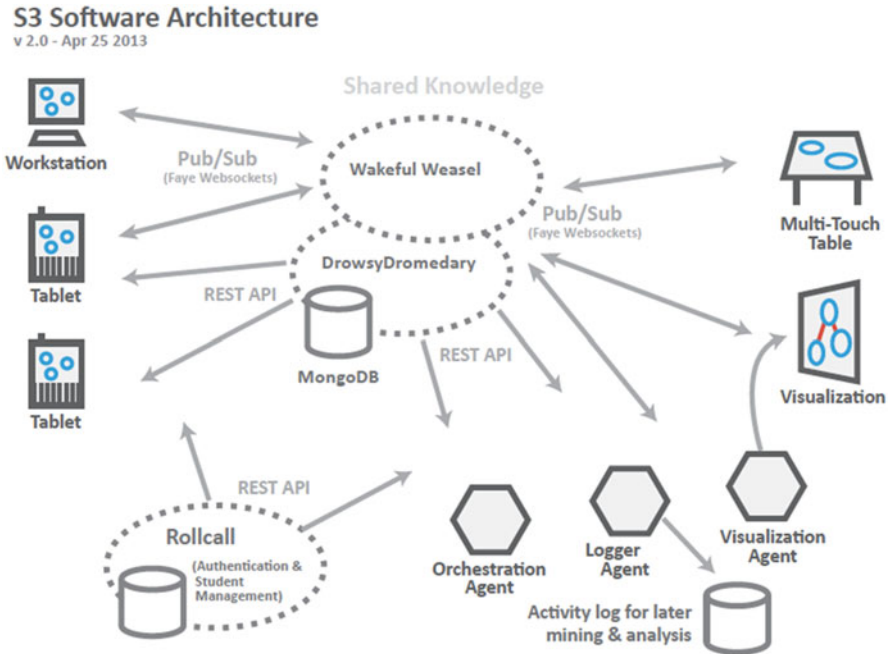 S3 Software Architecture
v 2.0 - Apr 25 2013
Shared Knowledge
Workstation
Pub/Sub
(Faye Websockets)
Wakeful Weasel
Pub/Sub
(Faye Websockets)
Multi-Touch
Table
Tablet
REST API
DrowsyDromedary
MongoDB
REST API
Tablet
Visualization
REST API
Rollcall
(Authentication &
Student
Management)
Orchestration
Agent
Logger
Agent
Visualization
Agent
Activity log for later
mining & analysis